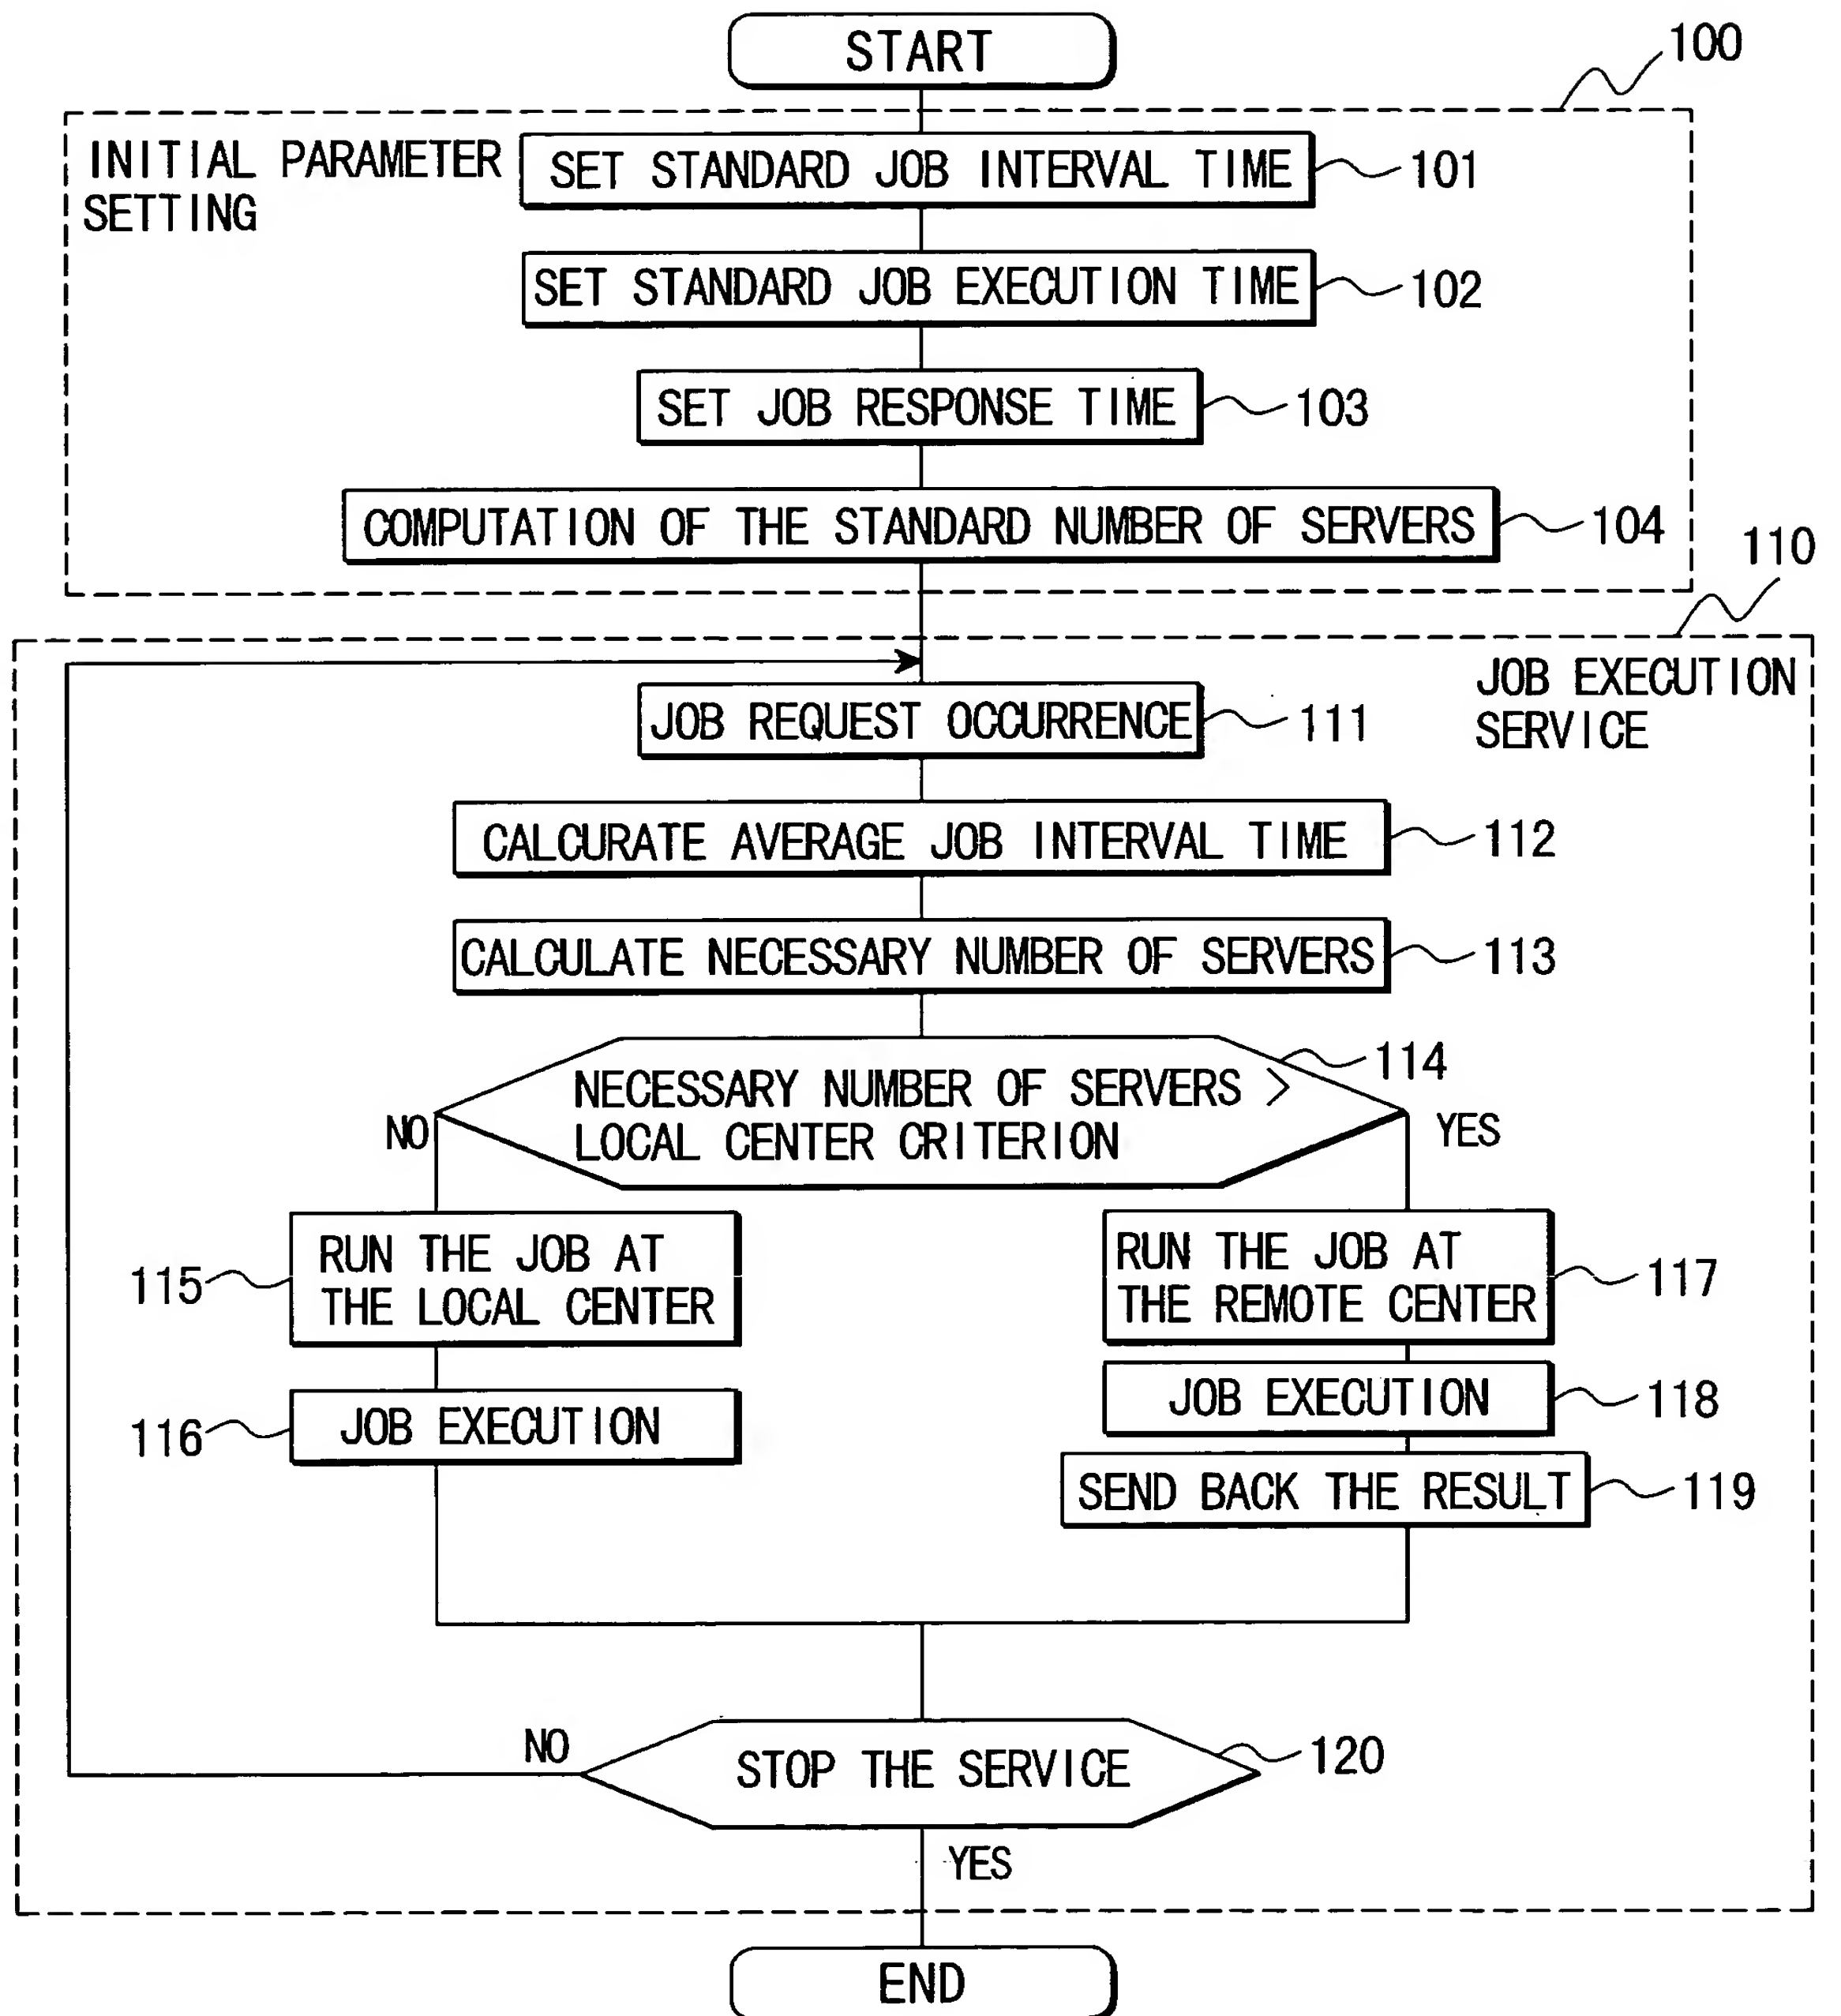 START
100
INITIAL PARAMETER
SETTING
SET STANDARD JOB INTERVAL TIME
101
SET STANDARD JOB EXECUTION TIME
102
SET JOB RESPONSE TIME
103
COMPUTATION OF THE STANDARD NUMBER OF SERVERS
104
110
JOB EXECUTION
SERVICE
JOB REQUEST OCCURRENCE
111
CALCURATE AVERAGE JOB INTERVAL TIME
112
CALCULATE NECESSARY NUMBER OF SERVERS
113
NECESSARY NUMBER OF SERVERS >
LOCAL CENTER CRITERION
114
NO
YES
RUN THE JOB AT
THE LOCAL CENTER
115
RUN THE JOB AT
THE REMOTE CENTER
117
JOB EXECUTION
116
JOB EXECUTION
118
SEND BACK THE RESULT
119
NO
STOP THE SERVICE
120
YES
END